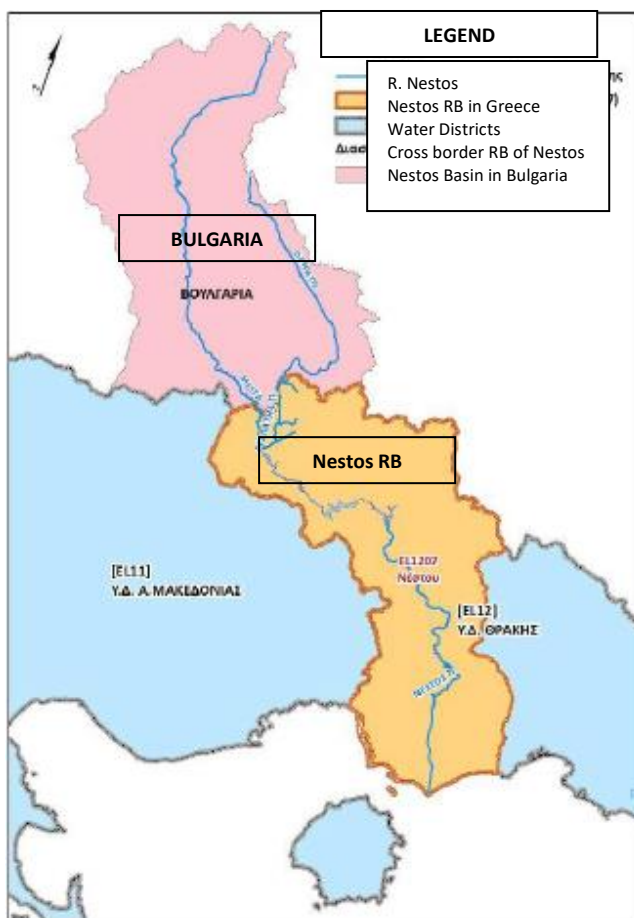 LEGEND
R. Nestos
Nestos RB in Greece
Water Districts
Cross border RB of Nestos
Nestos Basin in Bulgaria
BULGARIA
ΒΟΥΛΓΑΡΙΑ
Nestos RB
EL1207
Νέστου
[EL11]
Υ.Δ. Α.ΜΑΚΕΔΟΝΙΑΣ
[EL12]
Υ.Δ. ΘΡΑΚΗΣ